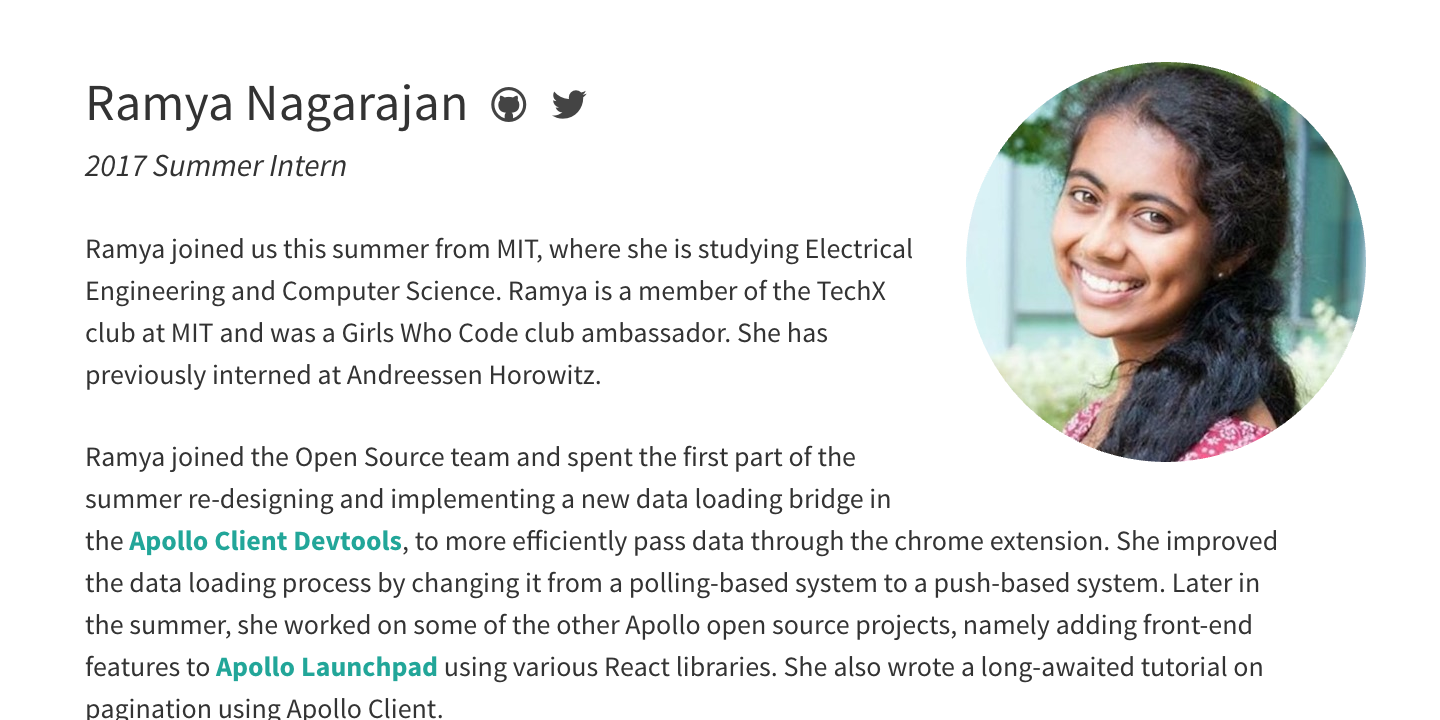 Ramya Nagarajan
2017 Summer Intern
Ramya joined us this summer from MIT, where she is studying Electrical
Engineering and Computer Science. Ramya is a member of the TechX
club at MIT and was a Girls Who Code club ambassador. She has
previously interned at Andreessen Horowitz.
Ramya joined the Open Source team and spent the first part of the
summer re-designing and implementing a new data loading bridge in
the Apollo Client Devtools, to more efficiently pass data through the chrome extension. She improved
the data loading process by changing it from a polling-based system to a push-based system. Later in
the summer, she worked on some of the other Apollo open source projects, namely adding front-end
features to Apollo Launchpad using various React libraries. She also wrote a long-awaited tutorial on
pagination using Apollo Client.